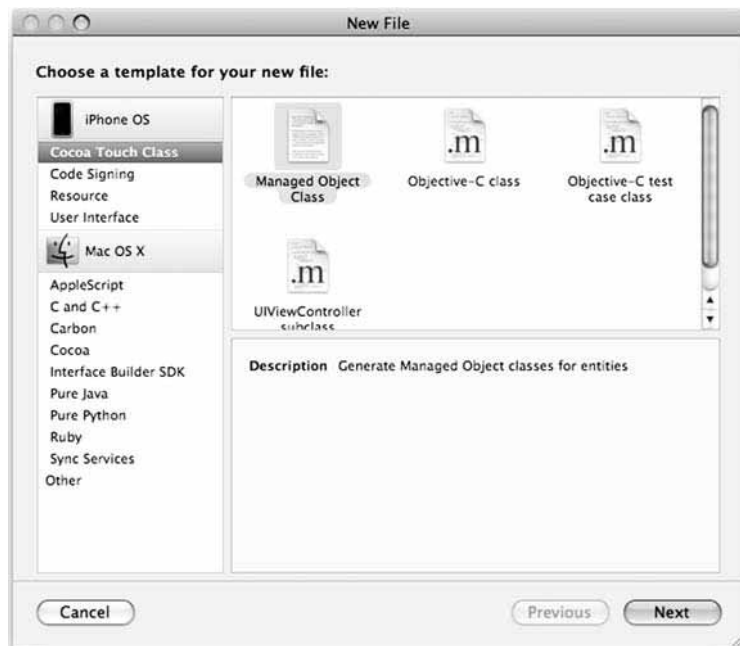 New File
Choose a template for your new file:
iPhone OS
Cocoa Touch Class
Code Signing
Resource
User Interface
Mac OS X
AppleScript
C and C++
Carbon
Cocoa
Interface Builder SDK
Pure Java
Pure Python
Ruby
Sync Services
Other
Managed Object
Class
.m
Objective-C class
.m
Objective-C test
case class
.m
UIViewController
subclass
Description Generate Managed Object classes for entities
Cancel
Previous
Next